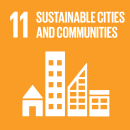 11 SUSTAINABLE CITIES
AND COMMUNITIES